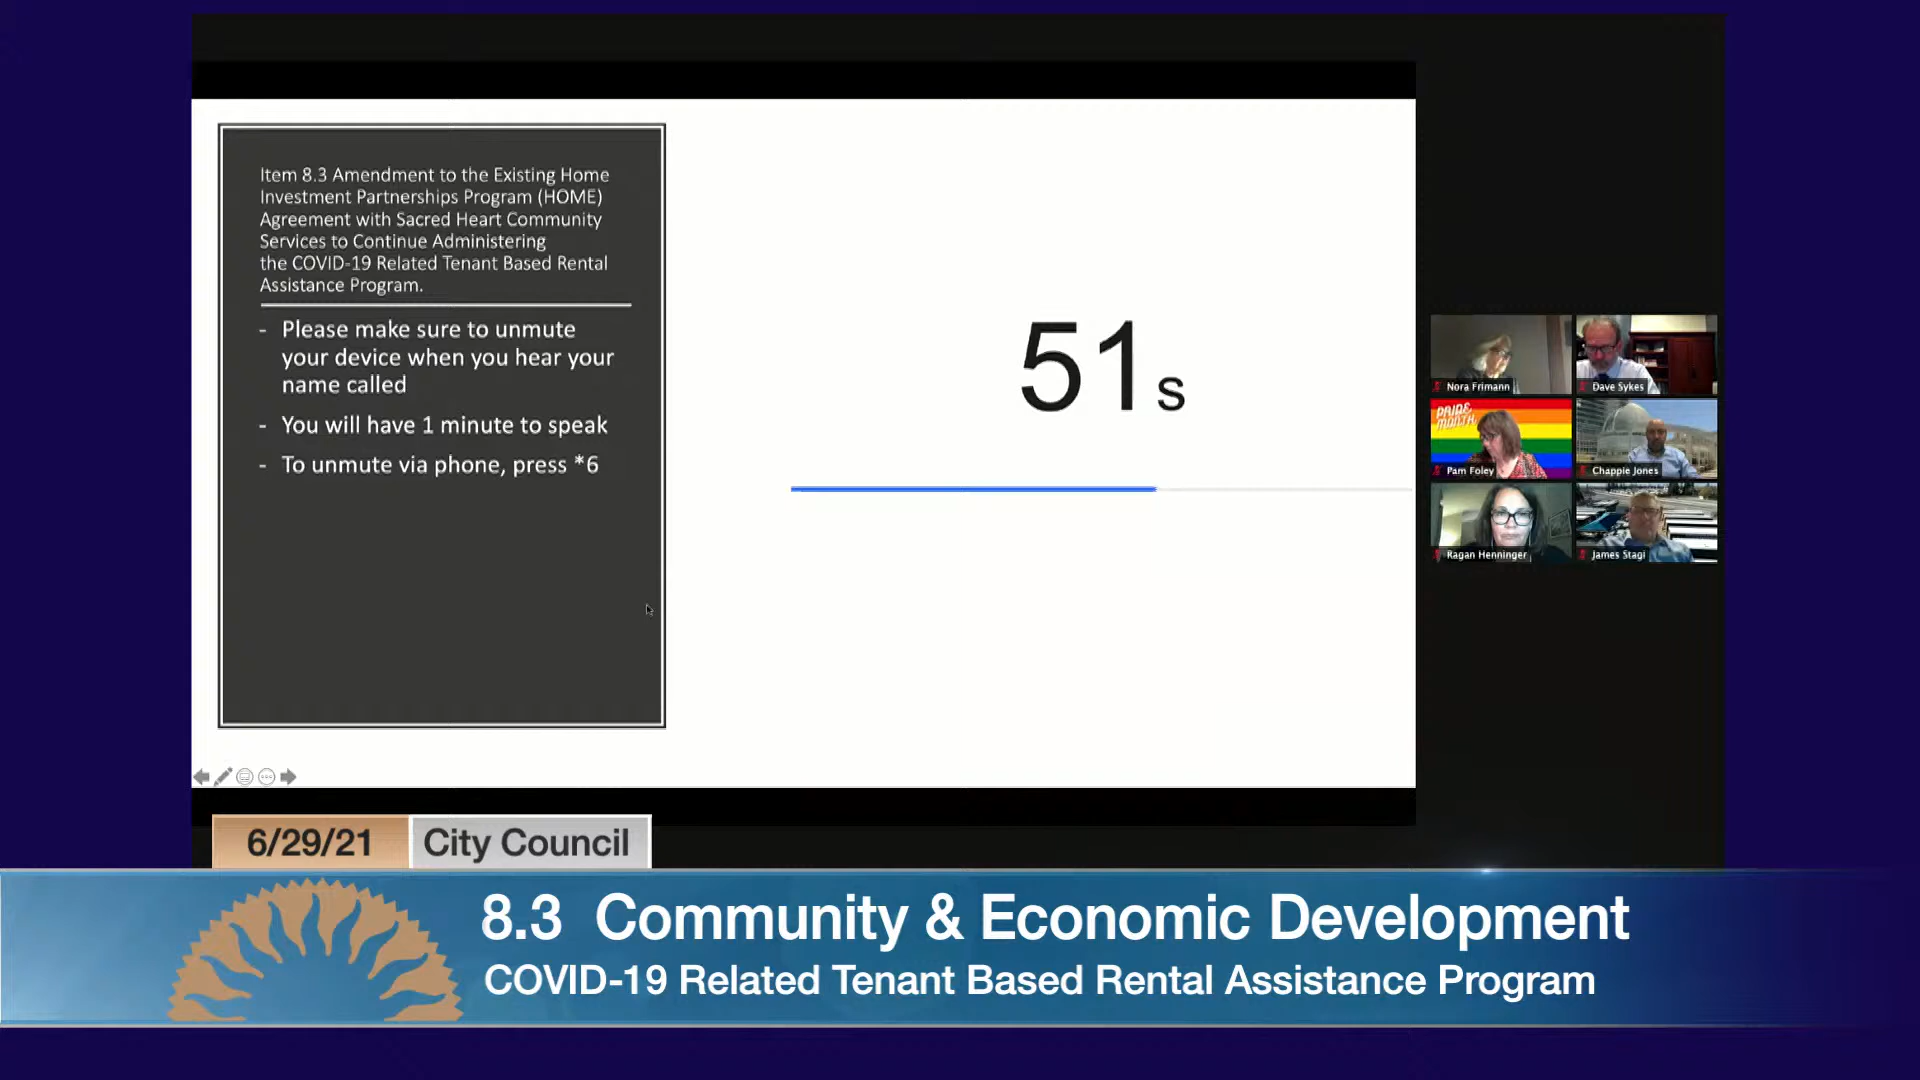 Item 8.3 Amendment to the Existing Home
Investment Partnerships Program (HOME)
Agreement with Sacred Heart Community
Services to Continue Administering
the COVID-19 Related Tenant Based Rental
Assistance Program.
- Please make sure to unmute
your device when you hear your
name called
- You will have 1 minute to speak
- To unmute via phone, press *6
51 s
Nora Frimann
Dave Sykes
PRIDE
MONTH
Pam Foley
Chappie Jones
Ragan Henninger
James Stagi
6/29/21
City Council
8.3 Community & Economic Development
COVID-19 Related Tenant Based Rental Assistance Program